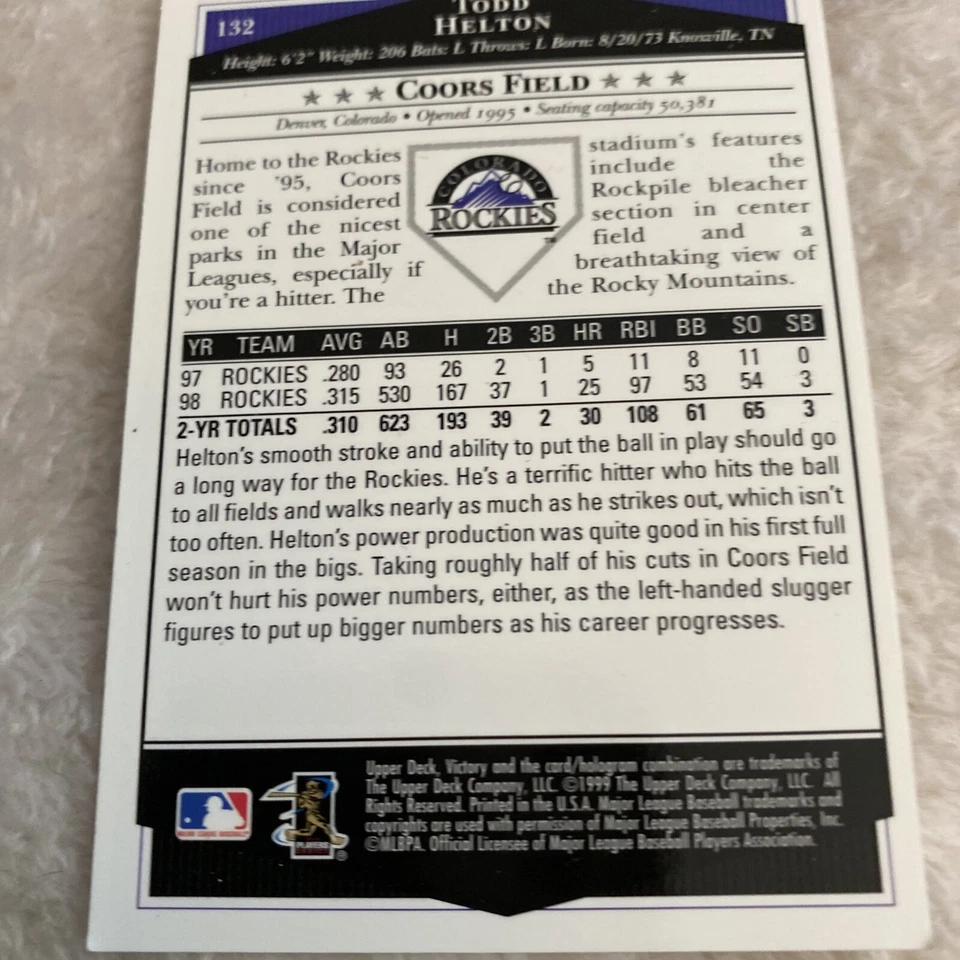 132
TODD
HELTON
Height: 6'2" Weight: 206 Bats: L Throws: L Born: 8/20/73 Knoxville, TN
★ ★ ★ COORS FIELD ★ ★ ★
Denver, Colorado • Opened 1995 • Seating capacity 50,381
Home to the Rockies
since '95, Coors
Field is considered
one of the nicest
parks in the Major
Leagues, especially if
you're a hitter. The
COLORADO
ROCKIES
TM
stadium's features
include the
Rockpile bleacher
section in center
field and a
breathtaking view of
the Rocky Mountains.
YR TEAM AVG AB H 2B 3B HR RBI BB SO SB
97 ROCKIES .280 93 26 2 1 5 11 8 11 0
98 ROCKIES .315 530 167 37 1 25 97 53 54 3
2-YR TOTALS .310 623 193 39 2 30 108 61 65 3
Helton's smooth stroke and ability to put the ball in play should go
a long way for the Rockies. He's a terrific hitter who hits the ball
to all fields and walks nearly as much as he strikes out, which isn't
too often. Helton's power production was quite good in his first full
season in the bigs. Taking roughly half of his cuts in Coors Field
won't hurt his power numbers, either, as the left-handed slugger
figures to put up bigger numbers as his career progresses.
Upper Deck, Victory and the card/hologram combination are trademarks of
The Upper Deck Company, LLC. ©1999 The Upper Deck Company, LLC. All
Rights Reserved. Printed in the U.S.A. Major League Baseball trademarks and
copyrights are used with permission of Major League Baseball Properties, Inc.
©MLBPA. Official Licensee of Major League Baseball Players Association.
MAJOR LEAGUE BASEBALL
PLAYERS
®